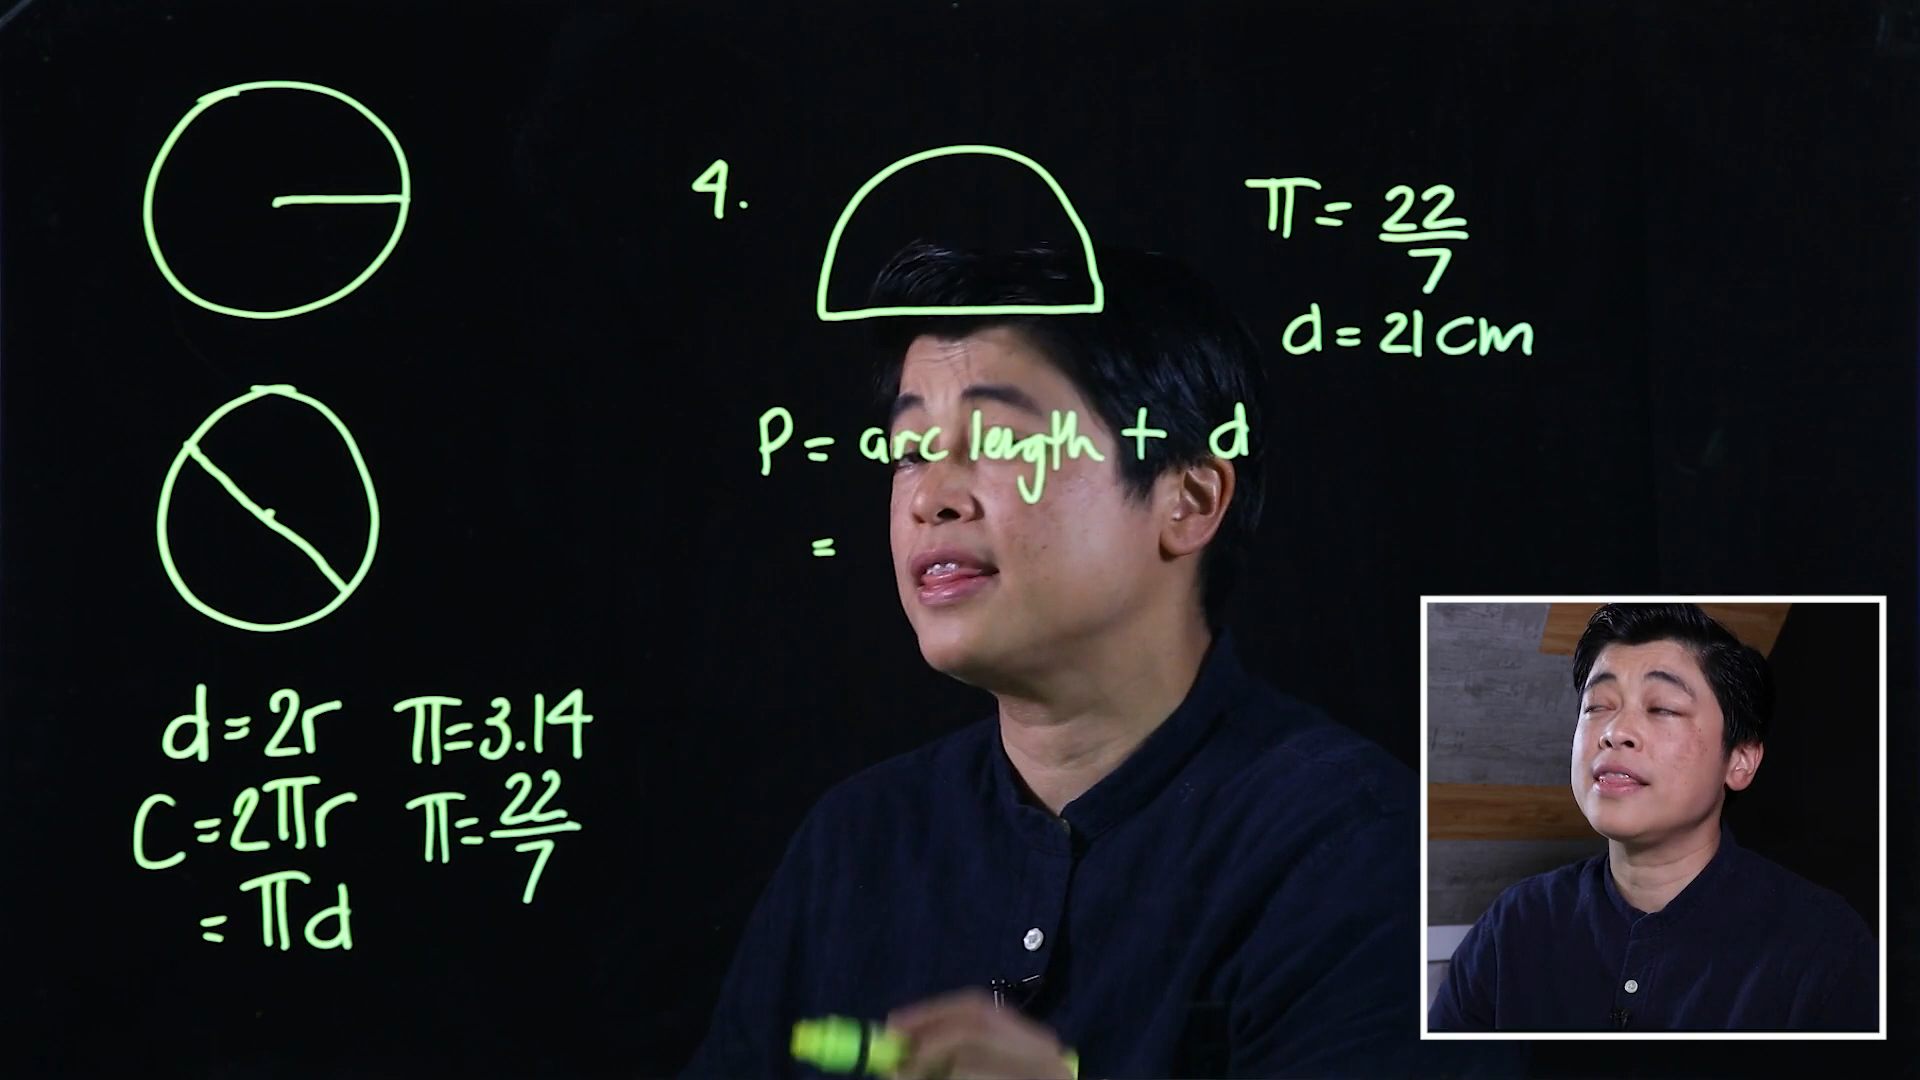 4.
π = 22/7
d = 21 cm
P = arc length + d
=
d = 2r
C = 2πr
= πd
π = 3.14
π = 22/7